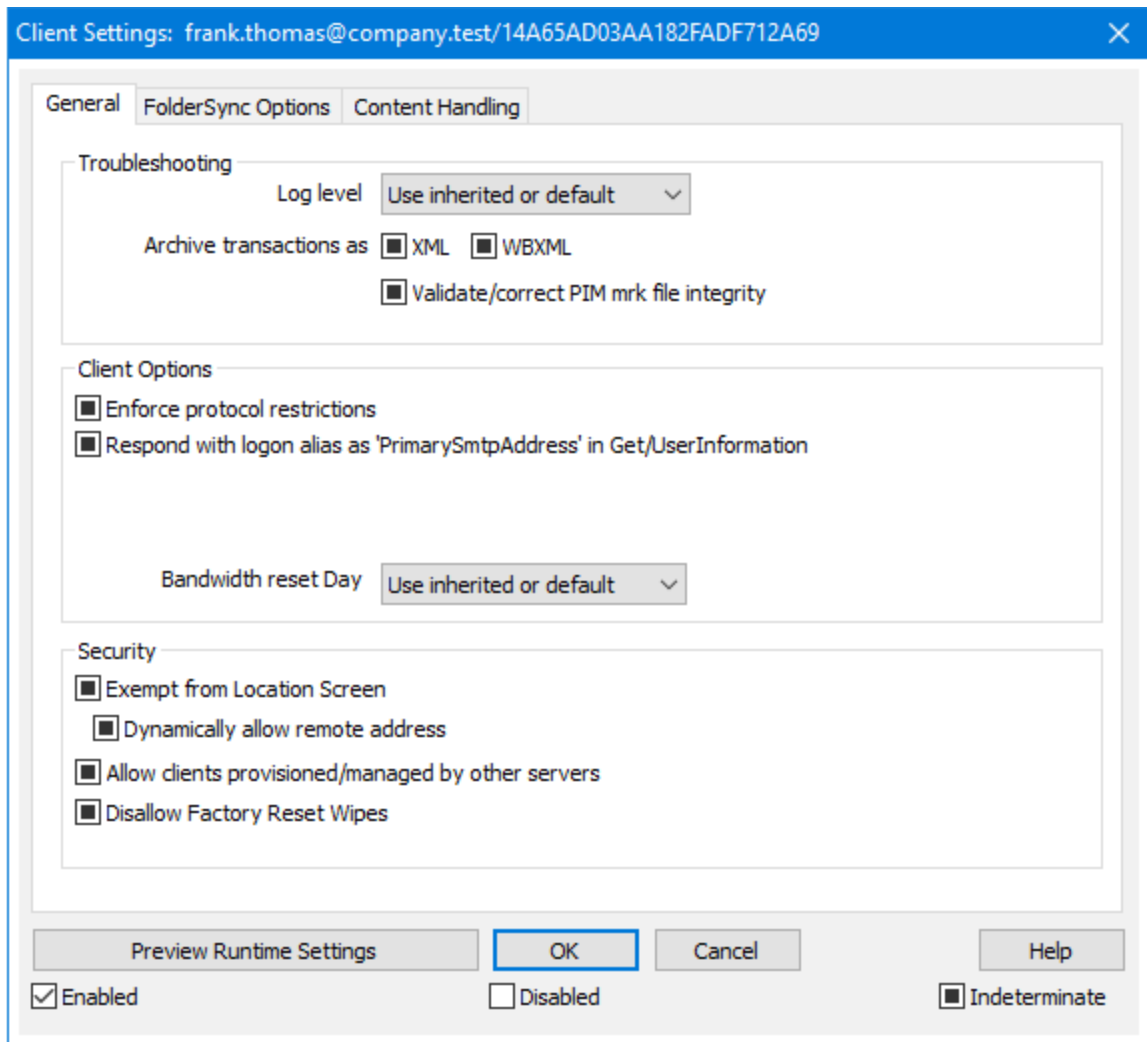 Client Settings: frank.thomas@company.test/14A65AD03AA182FADF712A69
General FolderSync Options Content Handling
Troubleshooting
Log level Use inherited or default
Archive transactions as XML WBXML
Validate/correct PIM mrk file integrity
Client Options
Enforce protocol restrictions
Respond with logon alias as 'PrimarySmtpAddress' in Get/UserInformation
Bandwidth reset Day Use inherited or default
Security
Exempt from Location Screen
Dynamically allow remote address
Allow clients provisioned/managed by other servers
Disallow Factory Reset Wipes
Preview Runtime Settings OK Cancel Help
Enabled Disabled Indeterminate